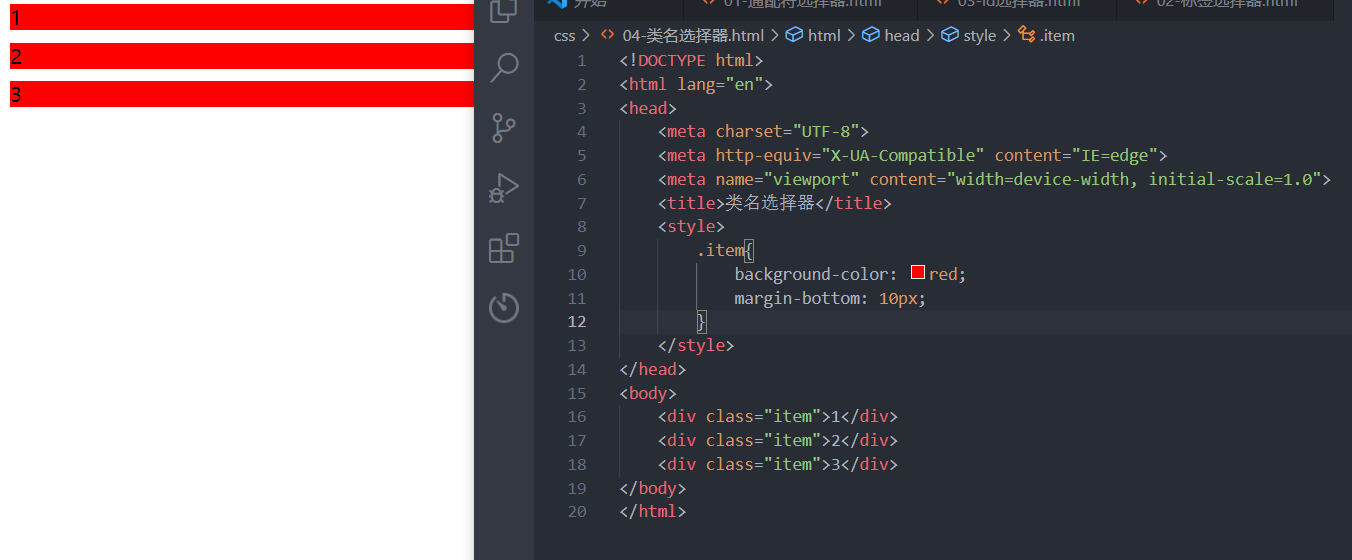 1
2
3
开始 01-通配符选择器.html 03-id选择器.html 02-标签选择器.html
css > 04-类名选择器.html > html > head > style > .item
1 <!DOCTYPE html>
2 <html lang="en">
3 <head>
4 <meta charset="UTF-8">
5 <meta http-equiv="X-UA-Compatible" content="IE=edge">
6 <meta name="viewport" content="width=device-width, initial-scale=1.0">
7 <title>类名选择器</title>
8 <style>
9 .item{
10 background-color: red;
11 margin-bottom: 10px;
12 }
13 </style>
14 </head>
15 <body>
16 <div class="item">1</div>
17 <div class="item">2</div>
18 <div class="item">3</div>
19 </body>
20 </html>